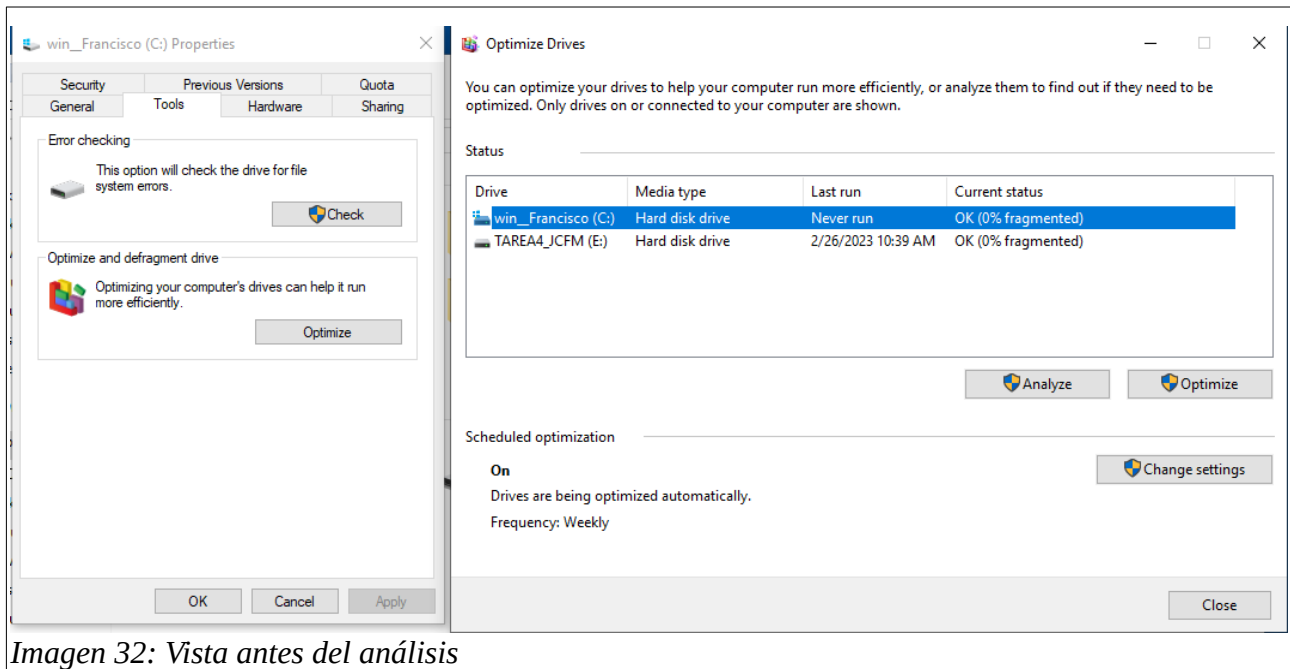 win__Francisco (C:) Properties
Security Previous Versions Quota
General Tools Hardware Sharing
Error checking
This option will check the drive for file
system errors.
Check
Optimize and defragment drive
Optimizing your computer's drives can help it run
more efficiently.
Optimize
OK Cancel Apply
Optimize Drives
You can optimize your drives to help your computer run more efficiently, or analyze them to find out if they need to be
optimized. Only drives on or connected to your computer are shown.
Status
Drive Media type Last run Current status
win__Francisco (C:) Hard disk drive Never run OK (0% fragmented)
TAREA4_JCFM (E:) Hard disk drive 2/26/2023 10:39 AM OK (0% fragmented)
Analyze Optimize
Scheduled optimization
On Change settings
Drives are being optimized automatically.
Frequency: Weekly
Close
Imagen 32: Vista antes del análisis